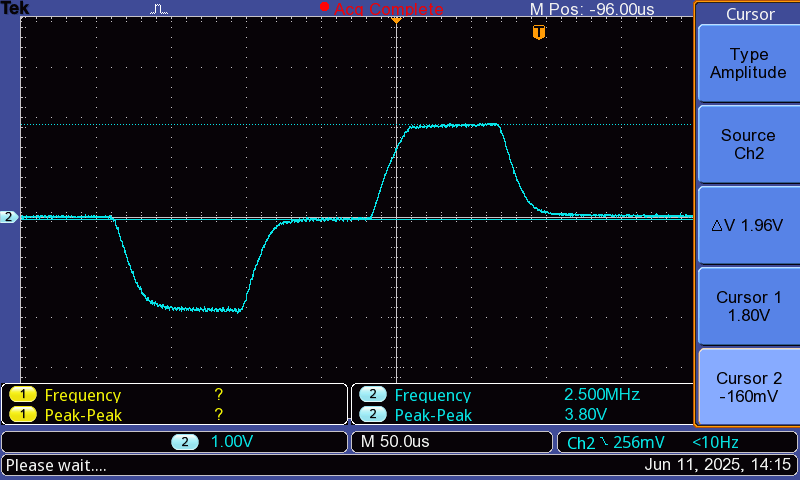 Tek Acq Complete M Pos: -96.00us Cursor
T
Type
Amplitude
Source
Ch2
△V 1.96V
Cursor 1
1.80V
Cursor 2
-160mV
2
1 Frequency ? 2 Frequency 2.500MHz
1 Peak-Peak ? 2 Peak-Peak 3.80V
2 1.00V M 50.0us Ch2 256mV <10Hz
Please wait.... Jun 11, 2025, 14:15